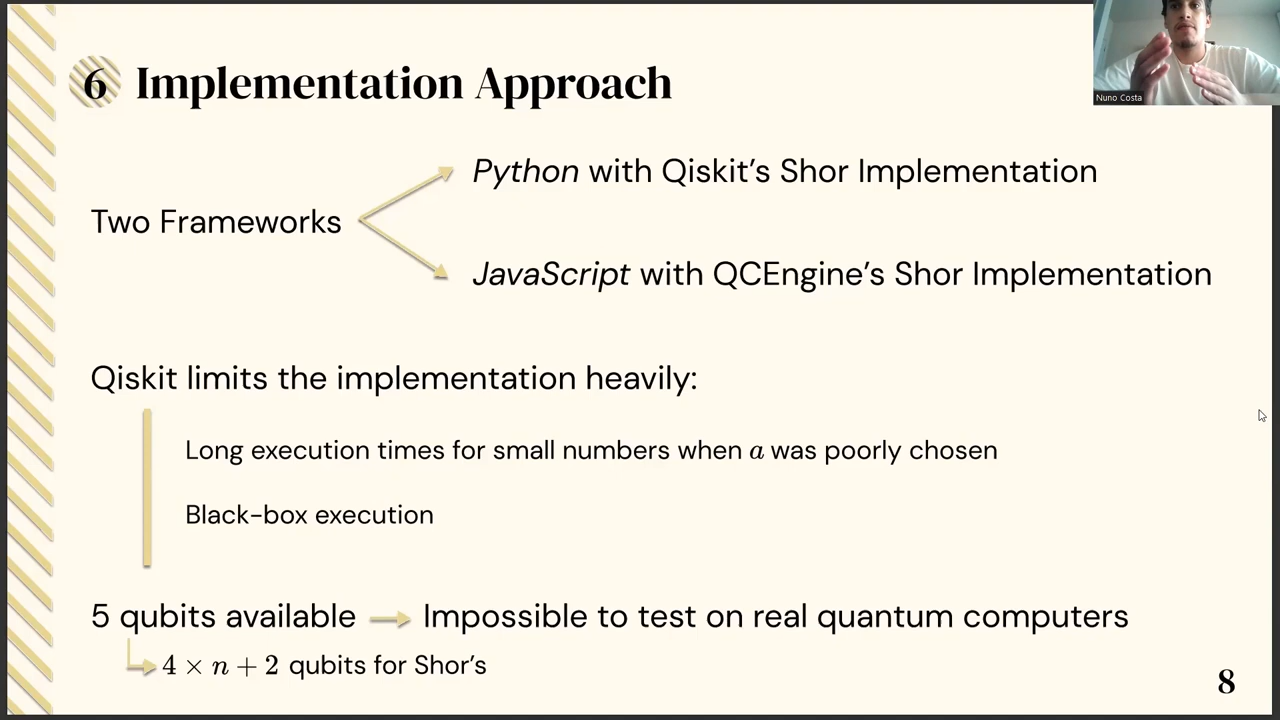 6 Implementation Approach
Nuno Costa
Python with Qiskit's Shor Implementation
Two Frameworks
JavaScript with QCEngine's Shor Implementation
Qiskit limits the implementation heavily:
Long execution times for small numbers when a was poorly chosen
Black-box execution
5 qubits available Impossible to test on real quantum computers
4 × n + 2 qubits for Shor's
8